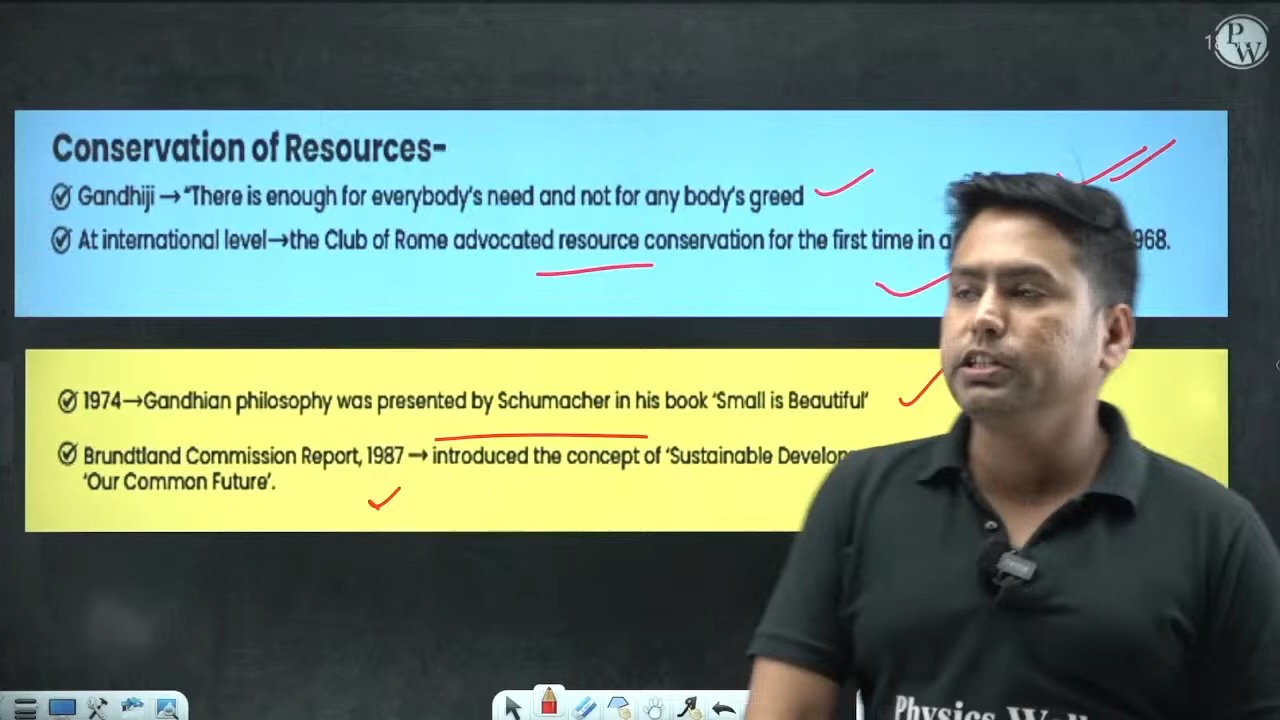 PW
Conservation of Resources-
Gandhiji →"There is enough for everybody's need and not for any body's greed
At international level→the Club of Rome advocated resource conservation for the first time in a 968.
1974→Gandhian philosophy was presented by Schumacher in his book 'Small is Beautiful'
Brundtland Commission Report, 1987 → introduced the concept of 'Sustainable Develop
'Our Common Future'.
Physics